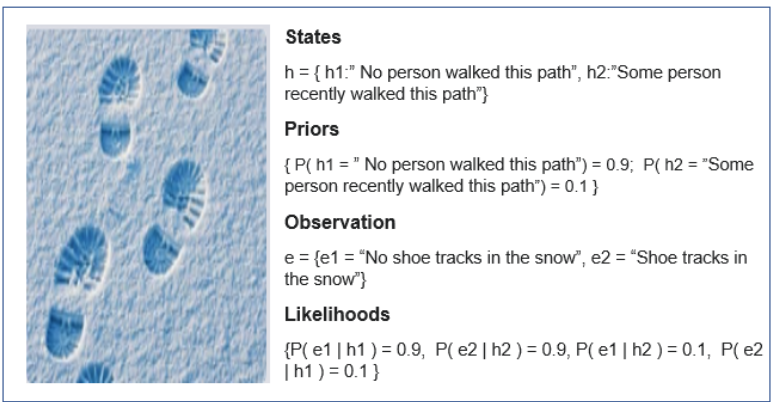 States
h = { h1:” No person walked this path”, h2:”Some person
recently walked this path”}
Priors
{ P( h1 = ” No person walked this path”) = 0.9;  P( h2 = ”Some
person recently walked this path”) = 0.1 }
Observation
e = {e1 = “No shoe tracks in the snow”, e2 = “Shoe tracks in
the snow”}
Likelihoods
{P( e1 | h1 ) = 0.9,  P( e2 | h2 ) = 0.9, P( e1 | h2 ) = 0.1,  P( e2
| h1 ) = 0.1 }